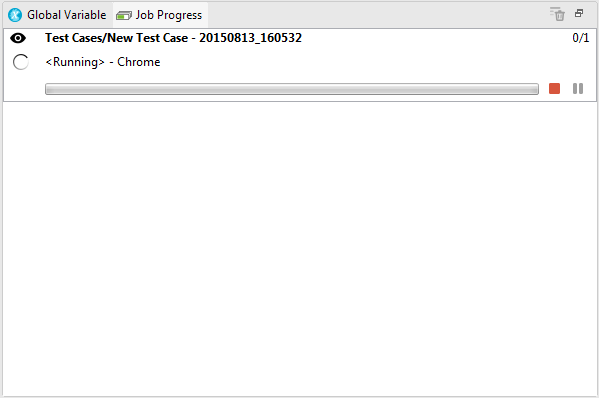 Global Variable Job Progress
Test Cases/New Test Case - 20150813_160532 0/1
<Running> - Chrome